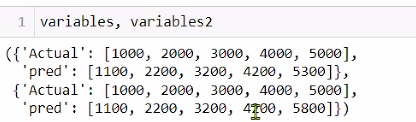 1 variables, variables2
({'Actual': [1000, 2000, 3000, 4000, 5000],
'pred': [1100, 2200, 3200, 4200, 5300]},
{'Actual': [1000, 2000, 3000, 4000, 5000],
'pred': [1100, 2200, 3200, 4200, 5800]})